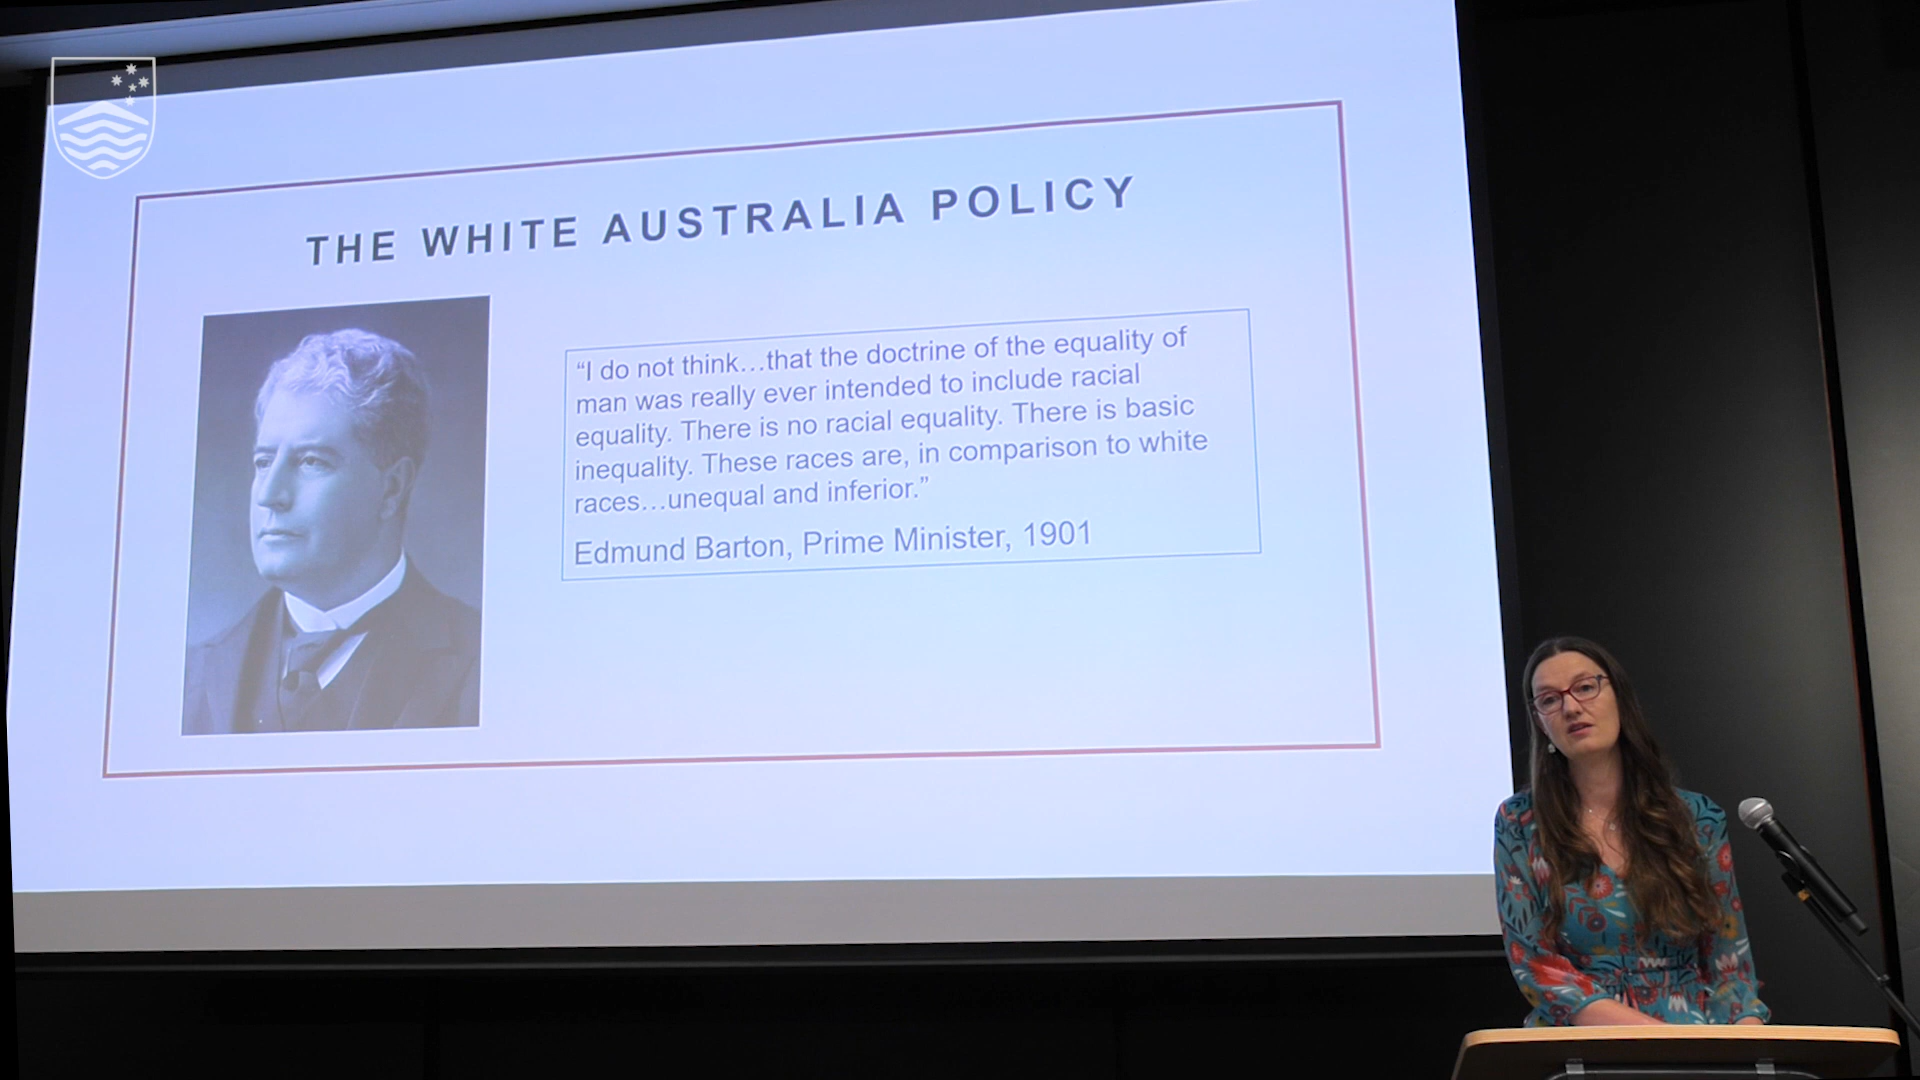 THE WHITE AUSTRALIA POLICY
“I do not think…that the doctrine of the equality of
man was really ever intended to include racial
equality. There is no racial equality. There is basic
inequality. These races are, in comparison to white
races…unequal and inferior.”
Edmund Barton, Prime Minister, 1901